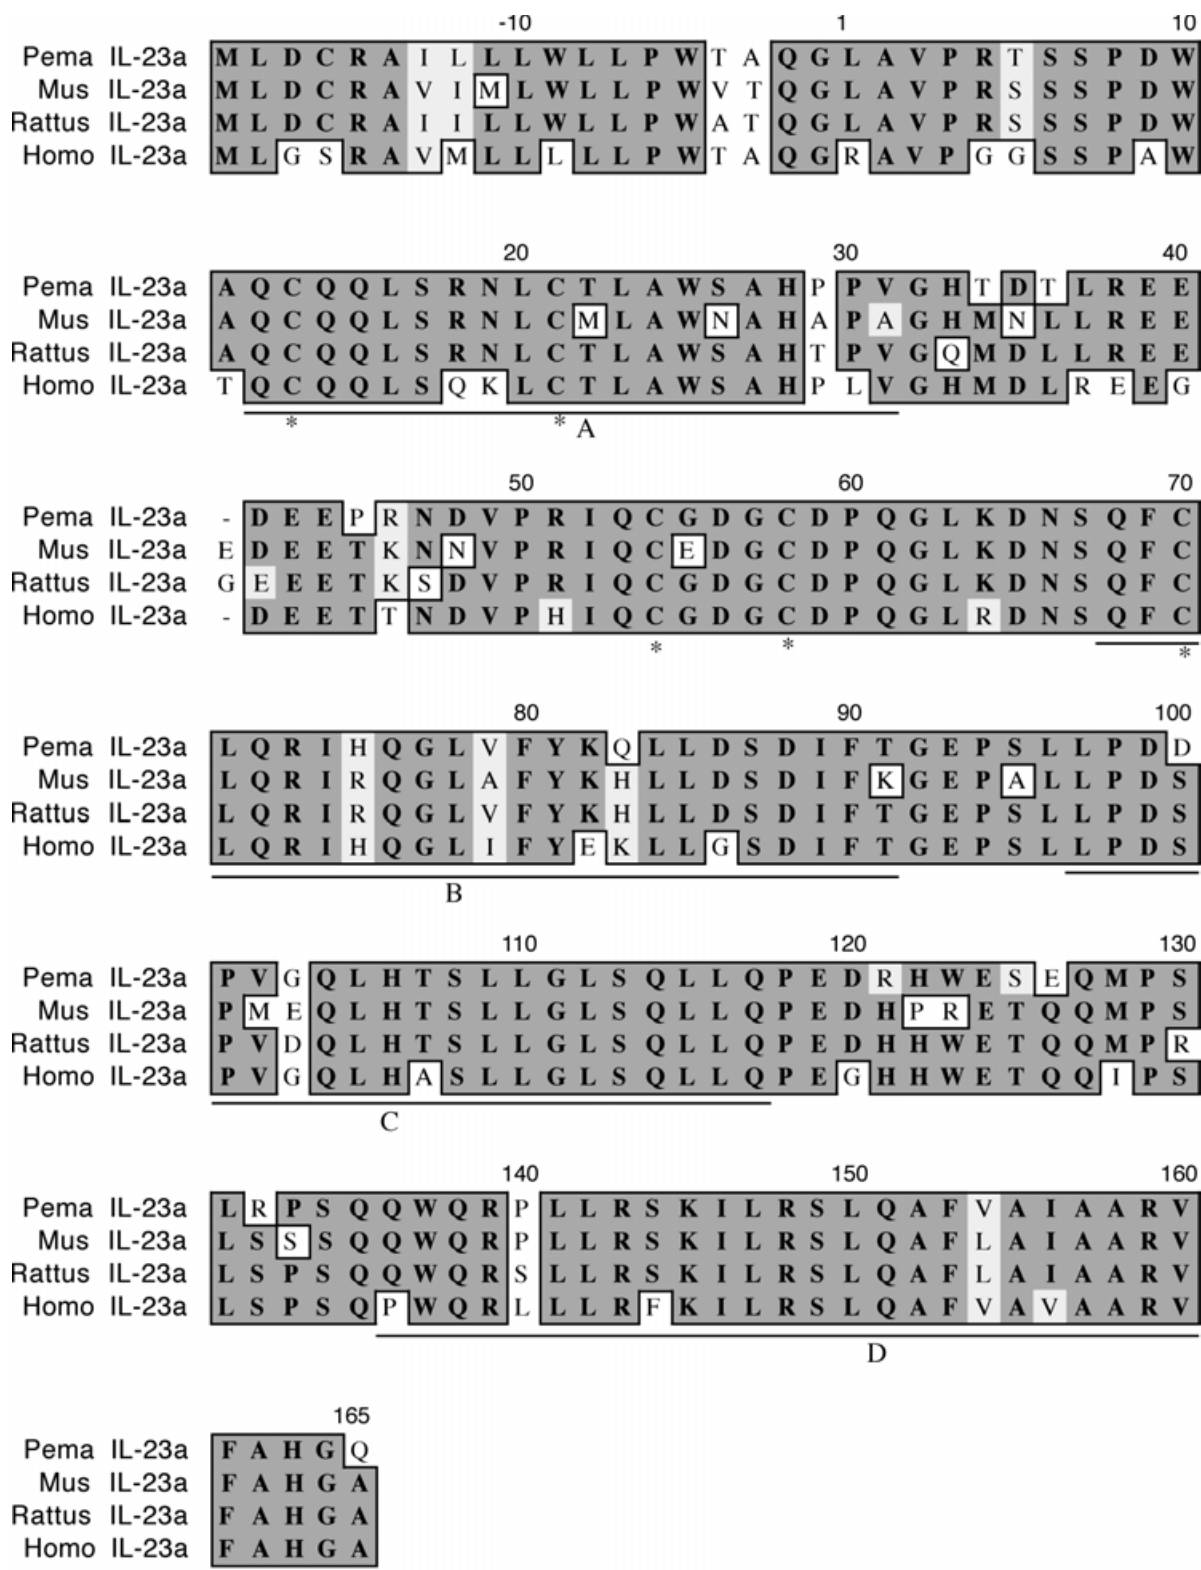 -10 1 10
Pema IL-23a M L D C R A I L L L W L L P W T A Q G L A V P R T S S P D W
Mus IL-23a M L D C R A V I M L W L L P W V T Q G L A V P R S S S P D W
Rattus IL-23a M L D C R A I I L L W L L P W A T Q G L A V P R S S S P D W
Homo IL-23a M L G S R A V M L L L L L P W T A Q G R A V P G G S S P A W
20 30 40
Pema IL-23a A Q C Q Q L S R N L C T L A W S A H P P V G H T D T L R E E
Mus IL-23a A Q C Q Q L S R N L C M L A W N A H A P A G H M N L L R E E
Rattus IL-23a A Q C Q Q L S R N L C T L A W S A H T P V G Q M D L L R E E
Homo IL-23a T Q C Q Q L S Q K L C T L A W S A H P L V G H M D L R E E G
* * A
50 60 70
Pema IL-23a - D E E P R N D V P R I Q C G D G C D P Q G L K D N S Q F C
Mus IL-23a E D E E T K N N V P R I Q C E D G C D P Q G L K D N S Q F C
Rattus IL-23a G E E E T K S D V P R I Q C G D G C D P Q G L K D N S Q F C
Homo IL-23a - D E E T T N D V P H I Q C G D G C D P Q G L R D N S Q F C
* * *
80 90 100
Pema IL-23a L Q R I H Q G L V F Y K Q L L D S D I F T G E P S L L P D D
Mus IL-23a L Q R I R Q G L A F Y K H L L D S D I F K G E P A L L P D S
Rattus IL-23a L Q R I R Q G L V F Y K H L L D S D I F T G E P S L L P D S
Homo IL-23a L Q R I H Q G L I F Y E K L L G S D I F T G E P S L L P D S
B
110 120 130
Pema IL-23a P V G Q L H T S L L G L S Q L L Q P E D R H W E S E Q M P S
Mus IL-23a P M E Q L H T S L L G L S Q L L Q P E D H P R E T Q Q M P S
Rattus IL-23a P V D Q L H T S L L G L S Q L L Q P E D H H W E T Q Q M P R
Homo IL-23a P V G Q L H A S L L G L S Q L L Q P E G H H W E T Q Q I P S
C
140 150 160
Pema IL-23a L R P S Q Q W Q R P L L R S K I L R S L Q A F V A I A A R V
Mus IL-23a L S S S Q Q W Q R P L L R S K I L R S L Q A F L A I A A R V
Rattus IL-23a L S P S Q Q W Q R S L L R S K I L R S L Q A F L A I A A R V
Homo IL-23a L S P S Q P W Q R L L L R F K I L R S L Q A F V A V A A R V
D
165
Pema IL-23a F A H G Q
Mus IL-23a F A H G A
Rattus IL-23a F A H G A
Homo IL-23a F A H G A